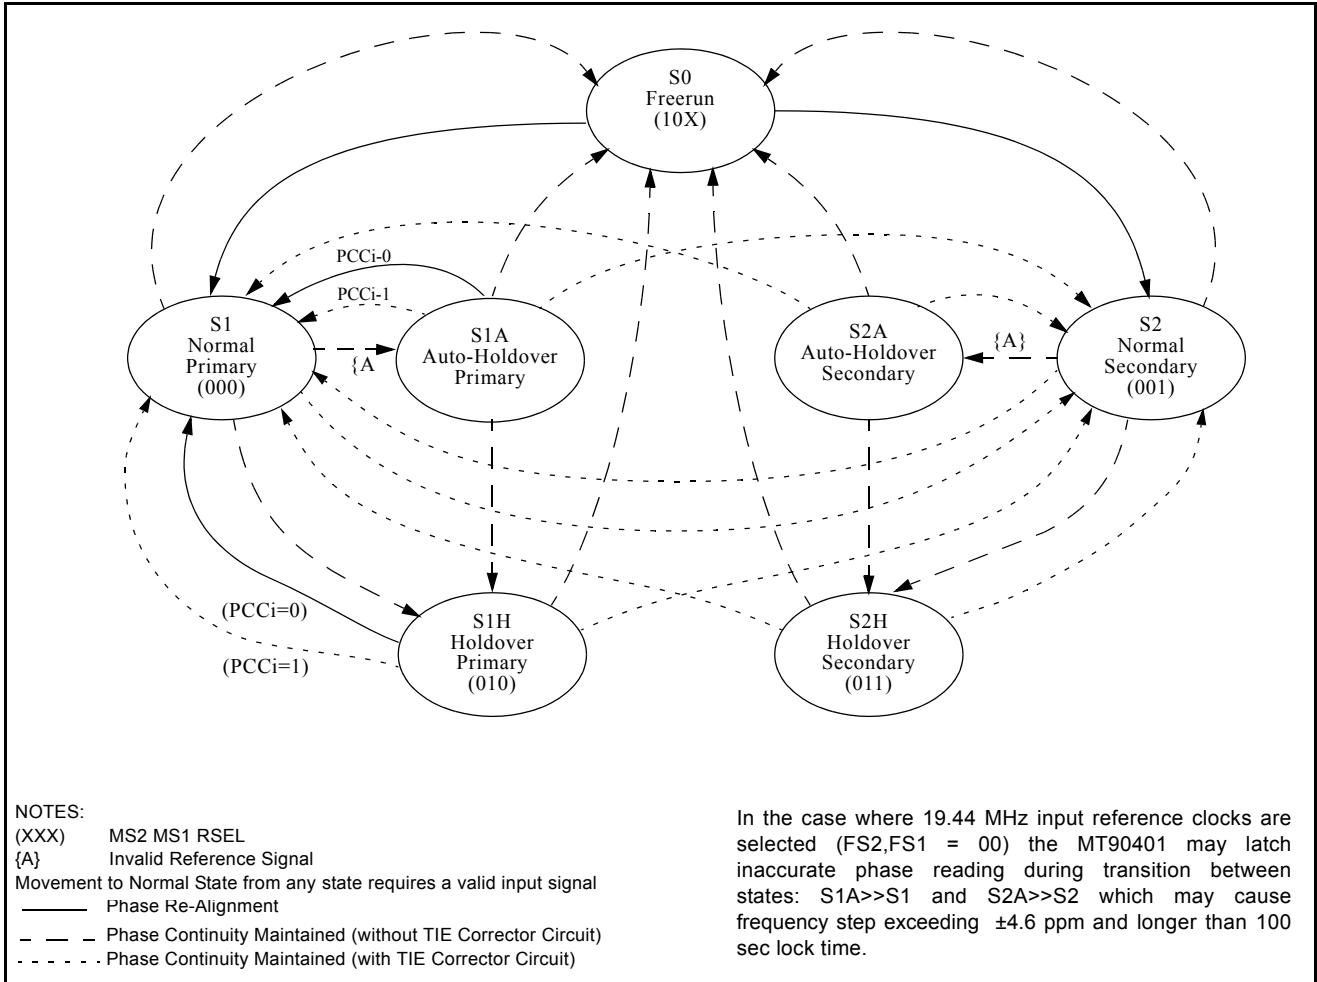 S0
Freerun
(10X)
PCCi-0
PCCi-1
S1
Normal
Primary
(000)
{A
S1A
Auto-Holdover
Primary
S2A
Auto-Holdover
Secondary
{A}
S2
Normal
Secondary
(001)
(PCCi=0)
(PCCi=1)
S1H
Holdover
Primary
(010)
S2H
Holdover
Secondary
(011)
NOTES:
(XXX) MS2 MS1 RSEL
{A} Invalid Reference Signal
Movement to Normal State from any state requires a valid input signal
Phase Re-Alignment
Phase Continuity Maintained (without TIE Corrector Circuit)
Phase Continuity Maintained (with TIE Corrector Circuit)
In the case where 19.44 MHz input reference clocks are
selected (FS2,FS1 = 00) the MT90401 may latch
inaccurate phase reading during transition between
states: S1A>>S1 and S2A>>S2 which may cause
frequency step exceeding ±4.6 ppm and longer than 100
sec lock time.